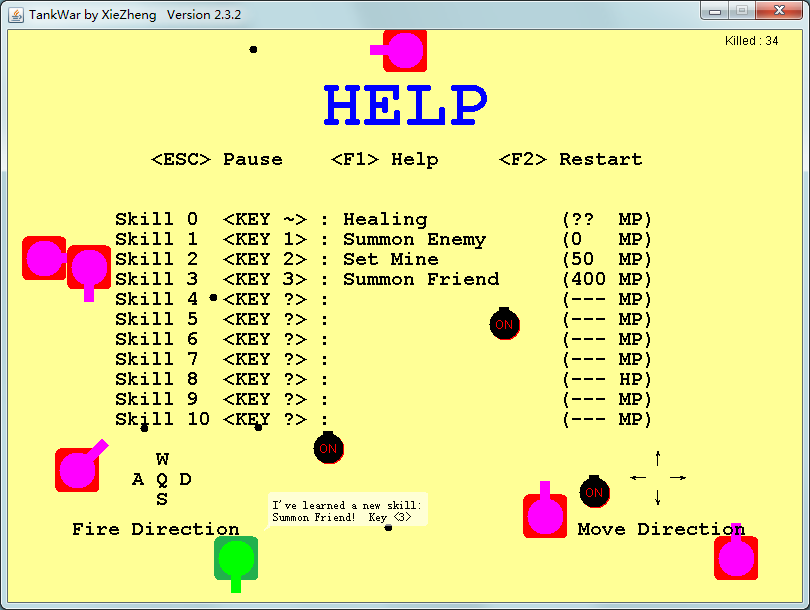 TankWar by XieZheng   Version 2.3.2
Killed : 34
HELP
<ESC> Pause    <F1> Help     <F2> Restart
Skill 0  <KEY ~> : Healing           (??  MP)
Skill 1  <KEY 1> : Summon Enemy      (0   MP)
Skill 2  <KEY 2> : Set Mine          (50  MP)
Skill 3  <KEY 3> : Summon Friend     (400 MP)
Skill 4  <KEY ?> :                   (--- MP)
Skill 5  <KEY ?> :                   (--- MP)
ON
Skill 6  <KEY ?> :                   (--- MP)
Skill 7  <KEY ?> :                   (--- MP)
Skill 8  <KEY ?> :                   (--- HP)
Skill 9  <KEY ?> :                   (--- MP)
Skill 10 <KEY ?> :                   (--- MP)
ON
W
A Q D
S
ON
↑
← →
↓
I've learned a new skill:
Summon Friend!  Key <3>
Fire Direction
Move Direction